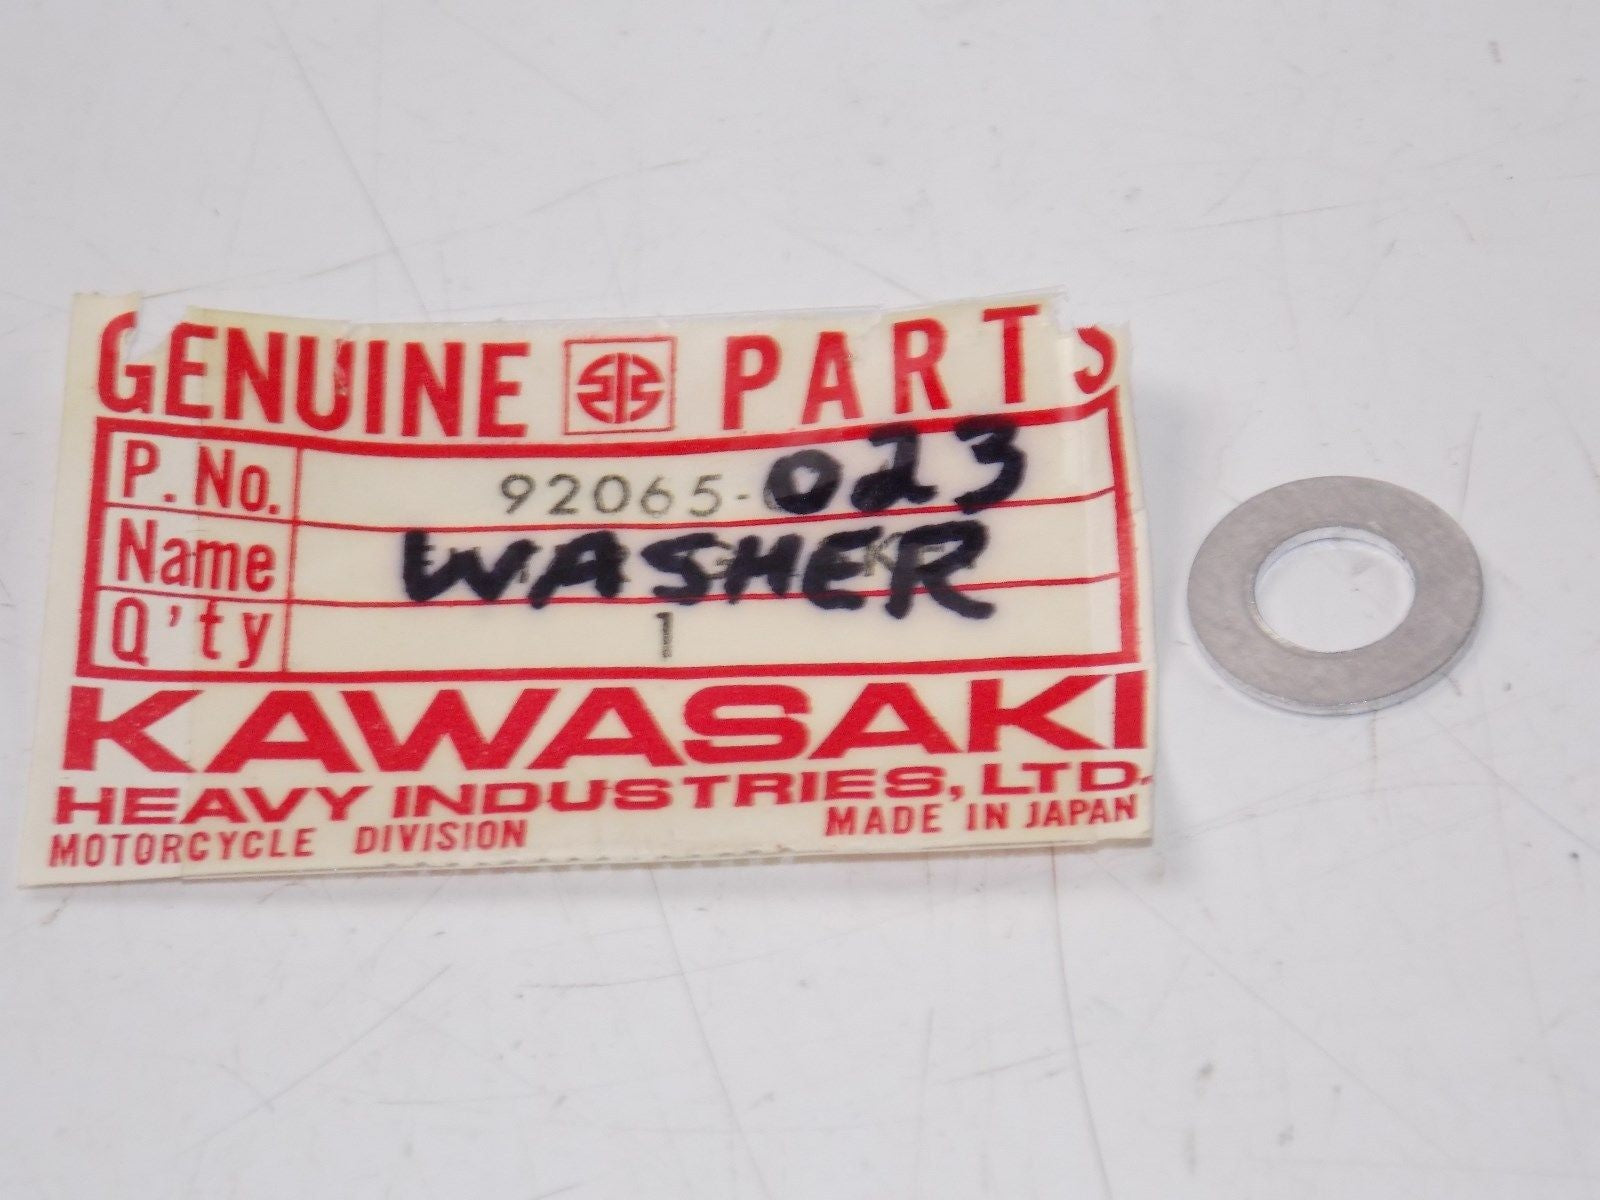 GENUINE PARTS
P. No. 92065-023
Name WASHER
Q'ty 1
KAWASAKI
HEAVY INDUSTRIES, LTD.
MOTORCYCLE DIVISION MADE IN JAPAN